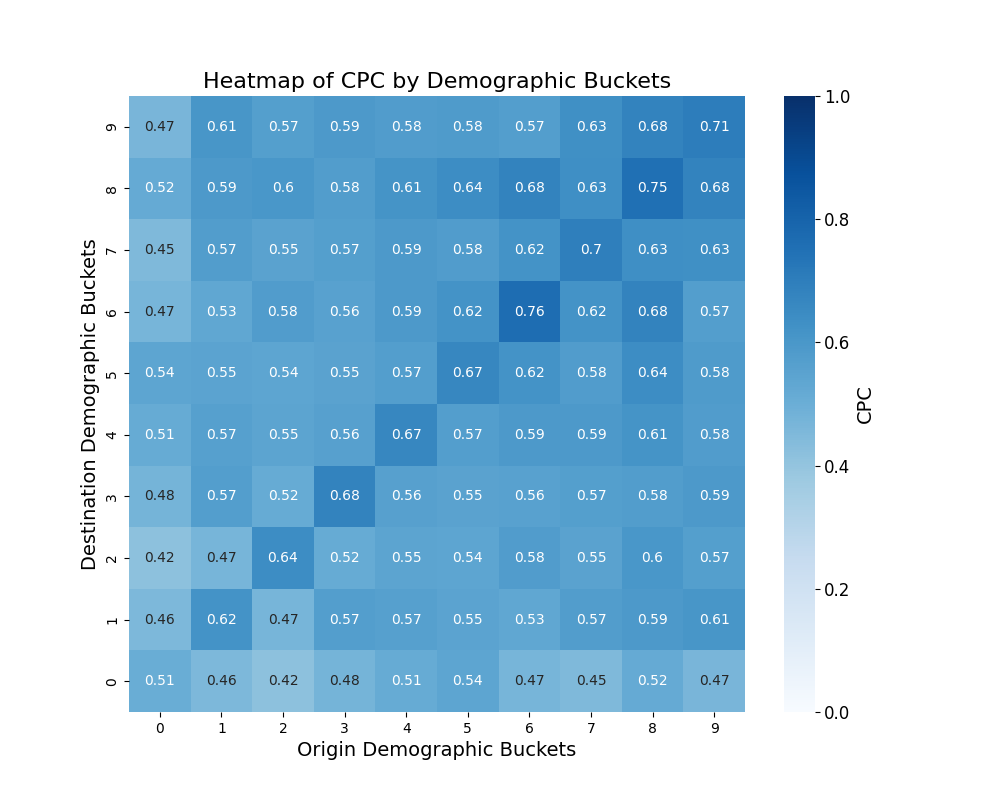 Heatmap of CPC by Demographic Buckets
Destination Demographic Buckets
9 0.47 0.61 0.57 0.59 0.58 0.58 0.57 0.63 0.68 0.71
8 0.52 0.59 0.6 0.58 0.61 0.64 0.68 0.63 0.75 0.68
7 0.45 0.57 0.55 0.57 0.59 0.58 0.62 0.7 0.63 0.63
6 0.47 0.53 0.58 0.56 0.59 0.62 0.76 0.62 0.68 0.57
5 0.54 0.55 0.54 0.55 0.57 0.67 0.62 0.58 0.64 0.58
4 0.51 0.57 0.55 0.56 0.67 0.57 0.59 0.59 0.61 0.58
3 0.48 0.57 0.52 0.68 0.56 0.55 0.56 0.57 0.58 0.59
2 0.42 0.47 0.64 0.52 0.55 0.54 0.58 0.55 0.6 0.57
1 0.46 0.62 0.47 0.57 0.57 0.55 0.53 0.57 0.59 0.61
0 0.51 0.46 0.42 0.48 0.51 0.54 0.47 0.45 0.52 0.47
0 1 2 3 4 5 6 7 8 9
Origin Demographic Buckets
1.0
0.8
0.6
0.4
0.2
0.0
CPC